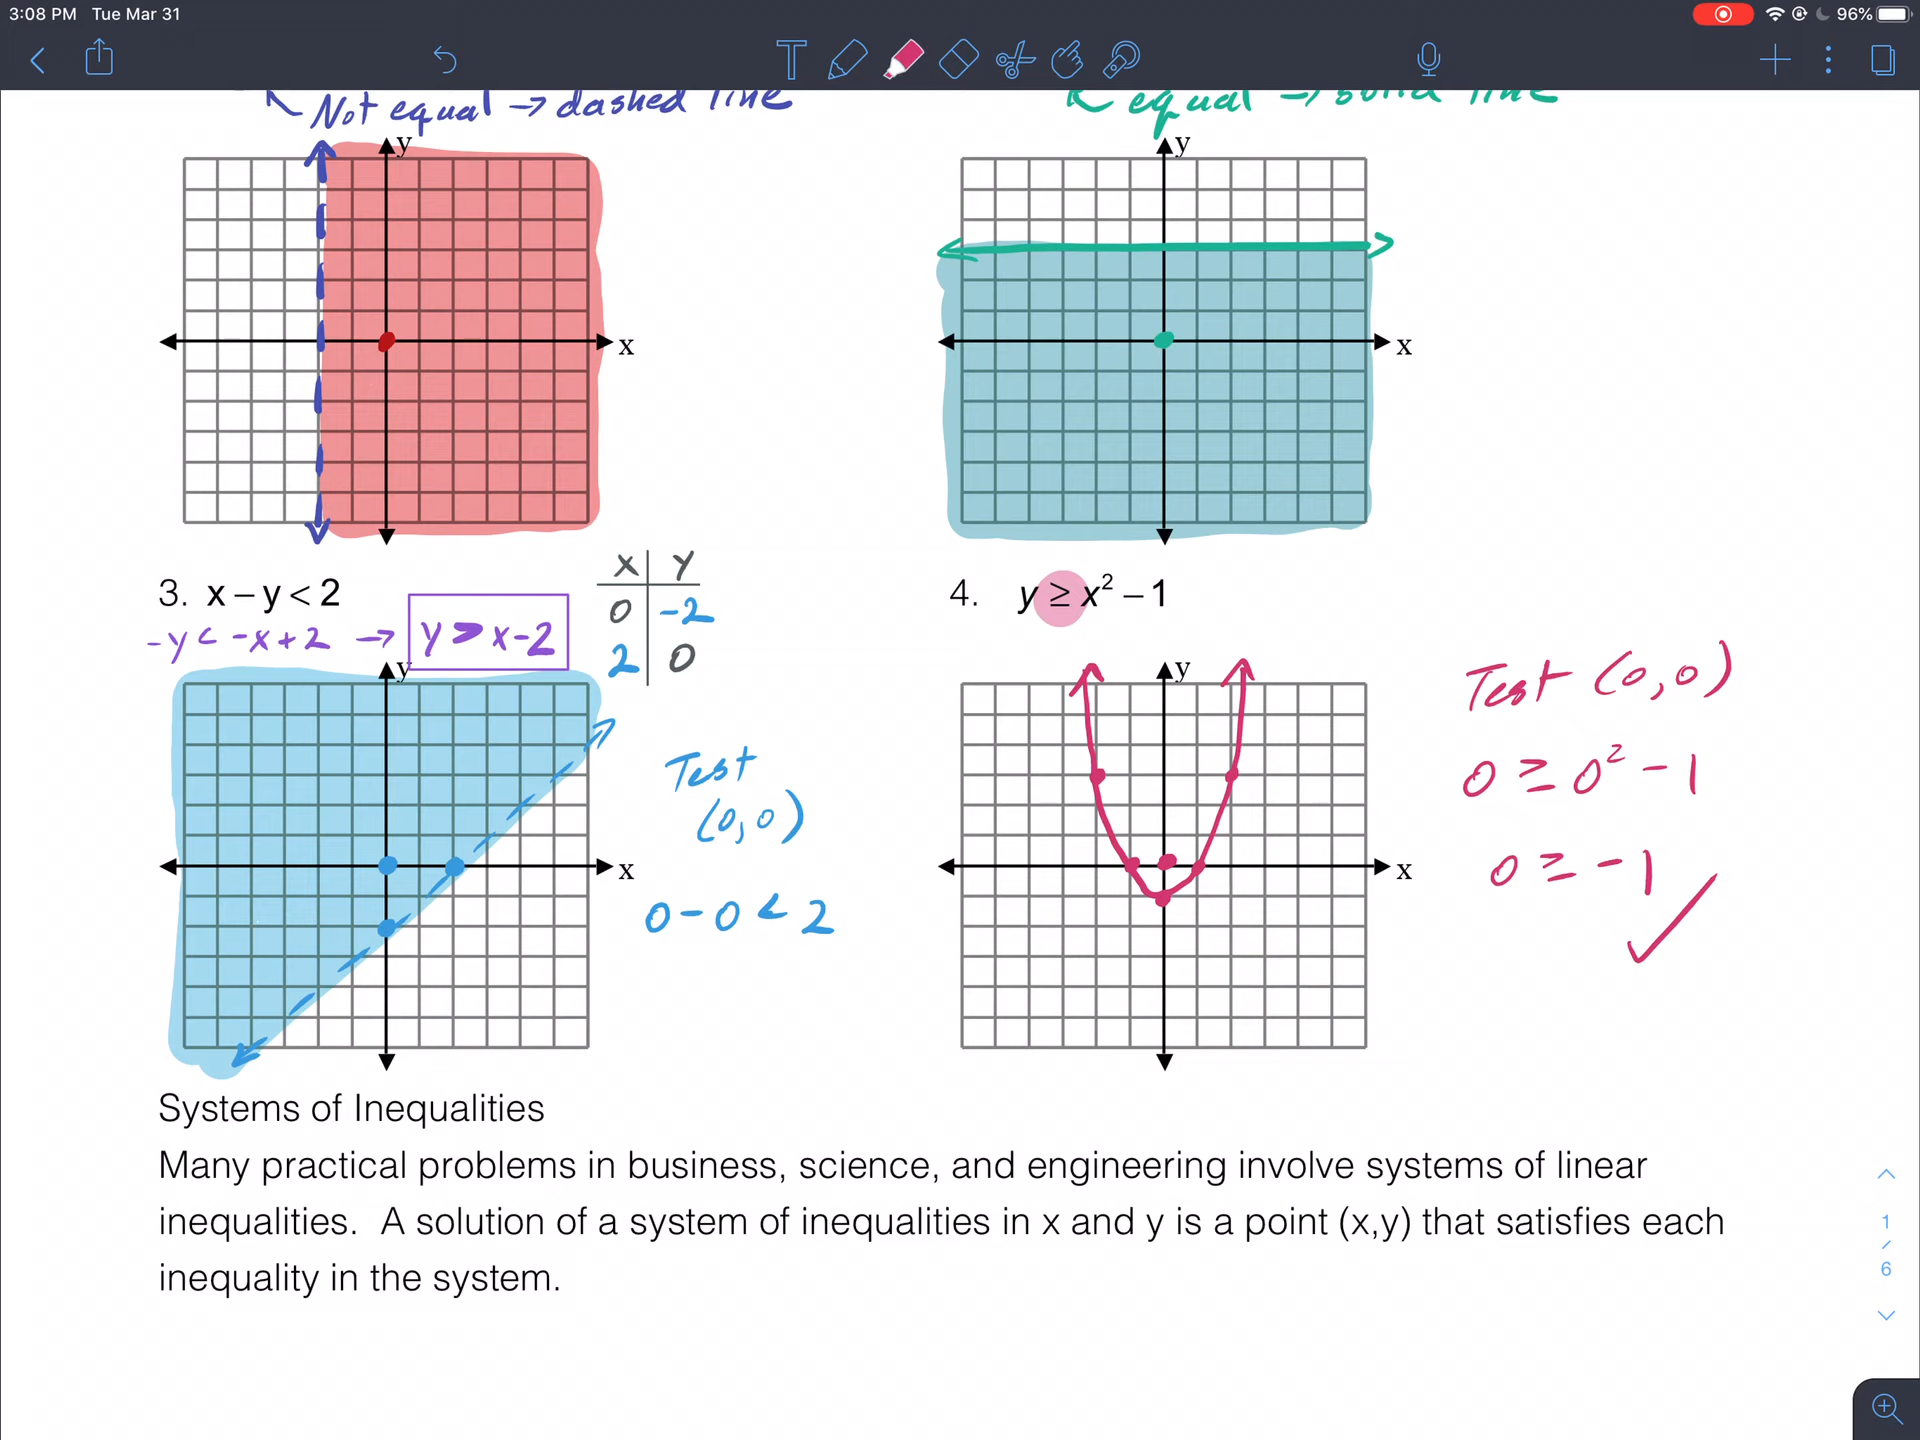 3:08 PM Tue Mar 31
96%
Not equal → dashed line
equal → solid line
y
x
y
x
3. x – y < 2
-y < -x + 2 → y > x-2
x y
0 -2
2 0
4. y ≥ x² – 1
y
x
Test
(0,0)
0-0 < 2
y
x
Test (0,0)
0 ≥ 0² - 1
0 ≥ -1 ✓
Systems of Inequalities
Many practical problems in business, science, and engineering involve systems of linear
inequalities. A solution of a system of inequalities in x and y is a point (x,y) that satisfies each
inequality in the system.
1
/
6